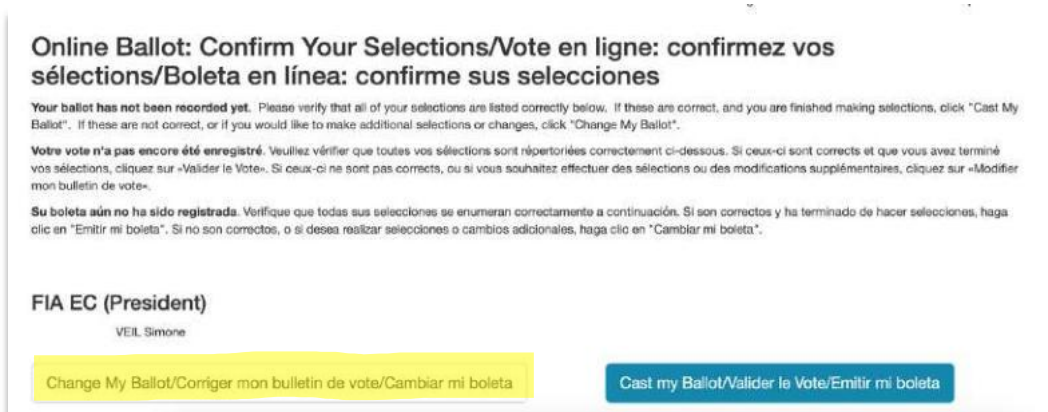 Online Ballot: Confirm Your Selections/Vote en ligne: confirmez vos
sélections/Boleta en línea: confirme sus selecciones
Your ballot has not been recorded yet. Please verify that all of your selections are listed correctly below. If these are correct, and you are finished making selections, click "Cast My
Ballot". If these are not correct, or if you would like to make additional selections or changes, click "Change My Ballot".
Votre vote n'a pas encore été enregistré. Veuillez vérifier que toutes vos sélections sont répertoriées correctement ci-dessous. Si ceux-ci sont corrects et que vous avez terminé
vos sélections, cliquez sur «Valider le Vote». Si ceux-ci ne sont pas corrects, ou si vous souhaitez effectuer des sélections ou des modifications supplémentaires, cliquez sur «Modifier
mon bulletin de vote».
Su boleta aún no ha sido registrada. Verifique que todas sus selecciones se enumeran correctamente a continuación. Si son correctos y ha terminado de hacer selecciones, haga
clic en "Emitir mi boleta". Si no son correctos, o si desea realizar selecciones o cambios adicionales, haga clic en "Cambiar mi boleta".
FIA EC (President)
VEIL Simone
Change My Ballot/Corriger mon bulletin de vote/Cambiar mi boleta
Cast my Ballot/Valider le Vote/Emitir mi boleta